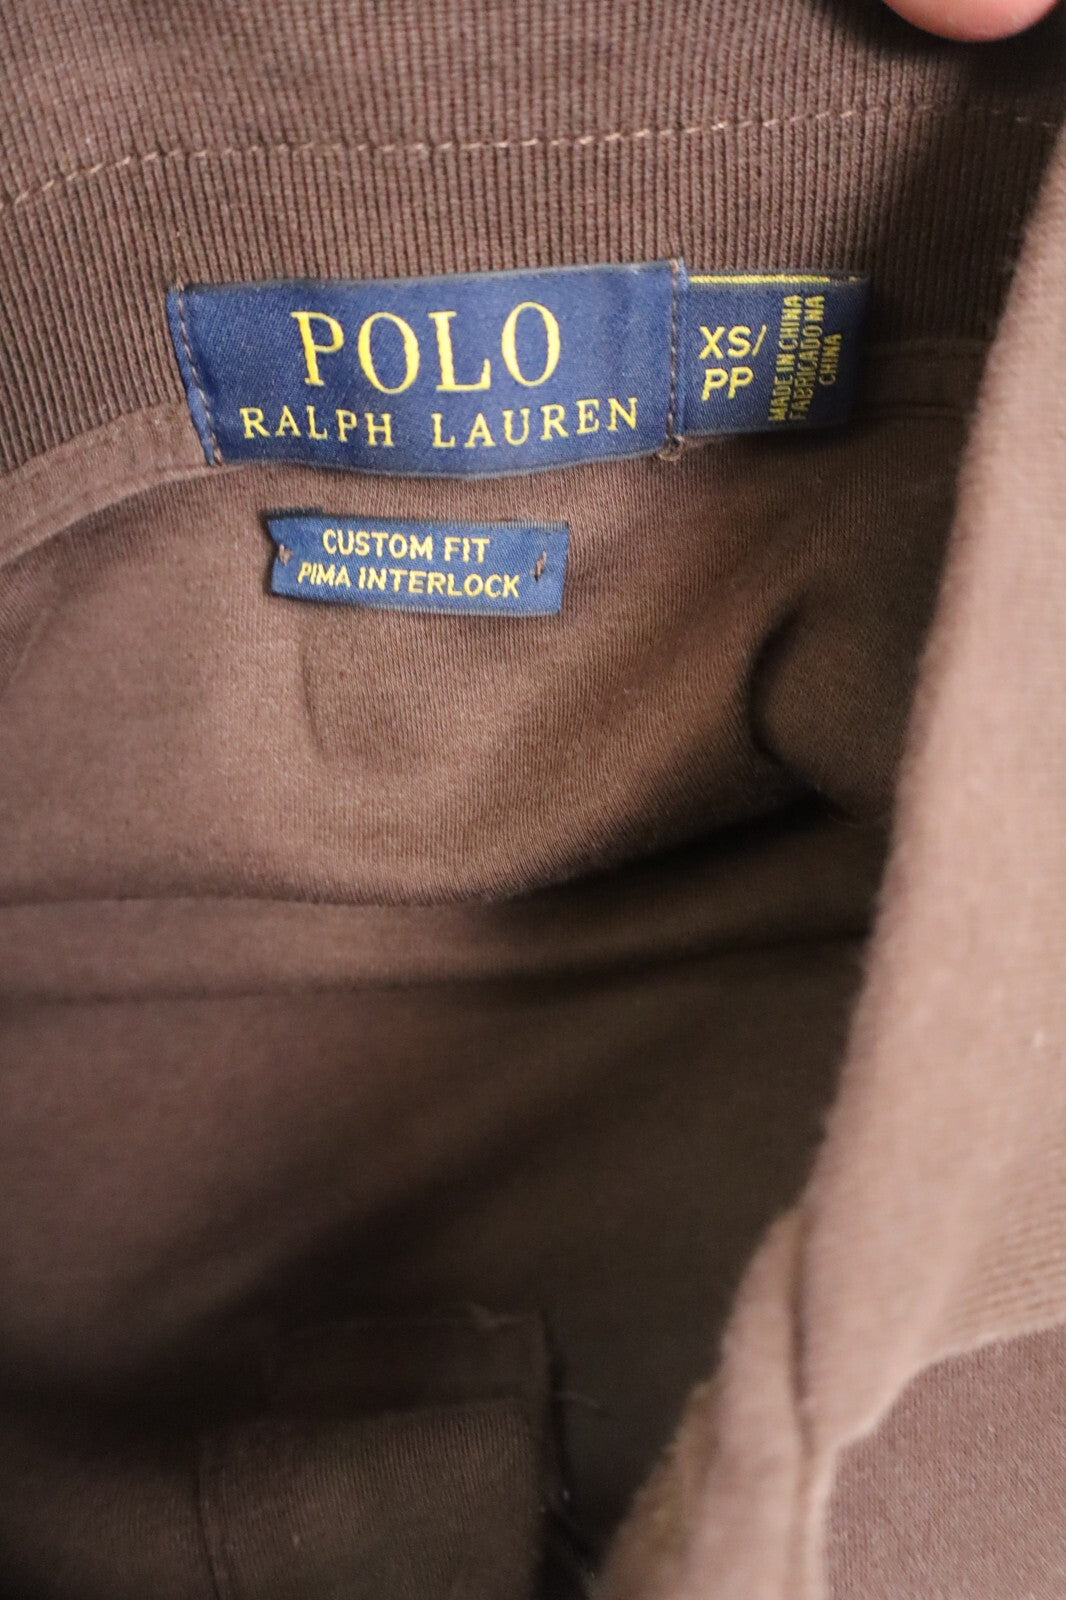 POLO
RALPH LAUREN
XS/
PP
MADE IN CHINA
FABRICADO NA
CHINA
CUSTOM FIT
PIMA INTERLOCK